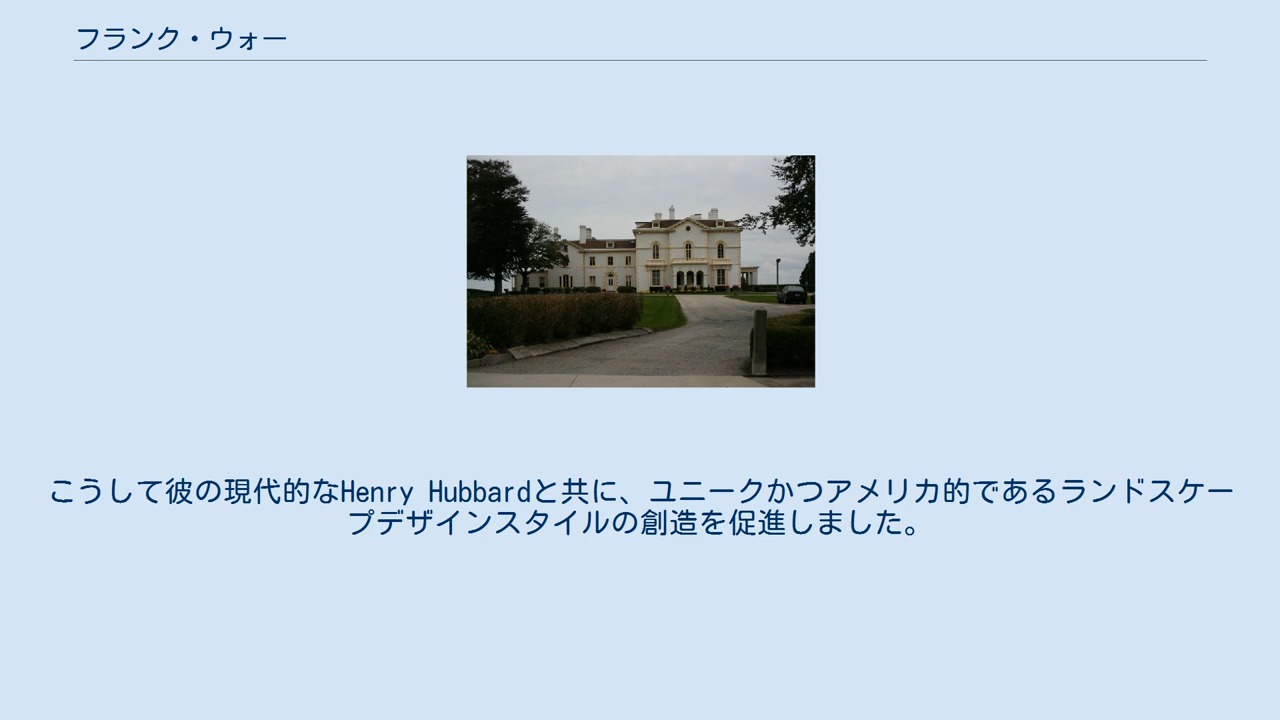 フランク・ウォー
こうして彼の現代的なHenry Hubbardと共に、ユニークかつアメリカ的であるランドスケー
プデザインスタイルの創造を促進しました。